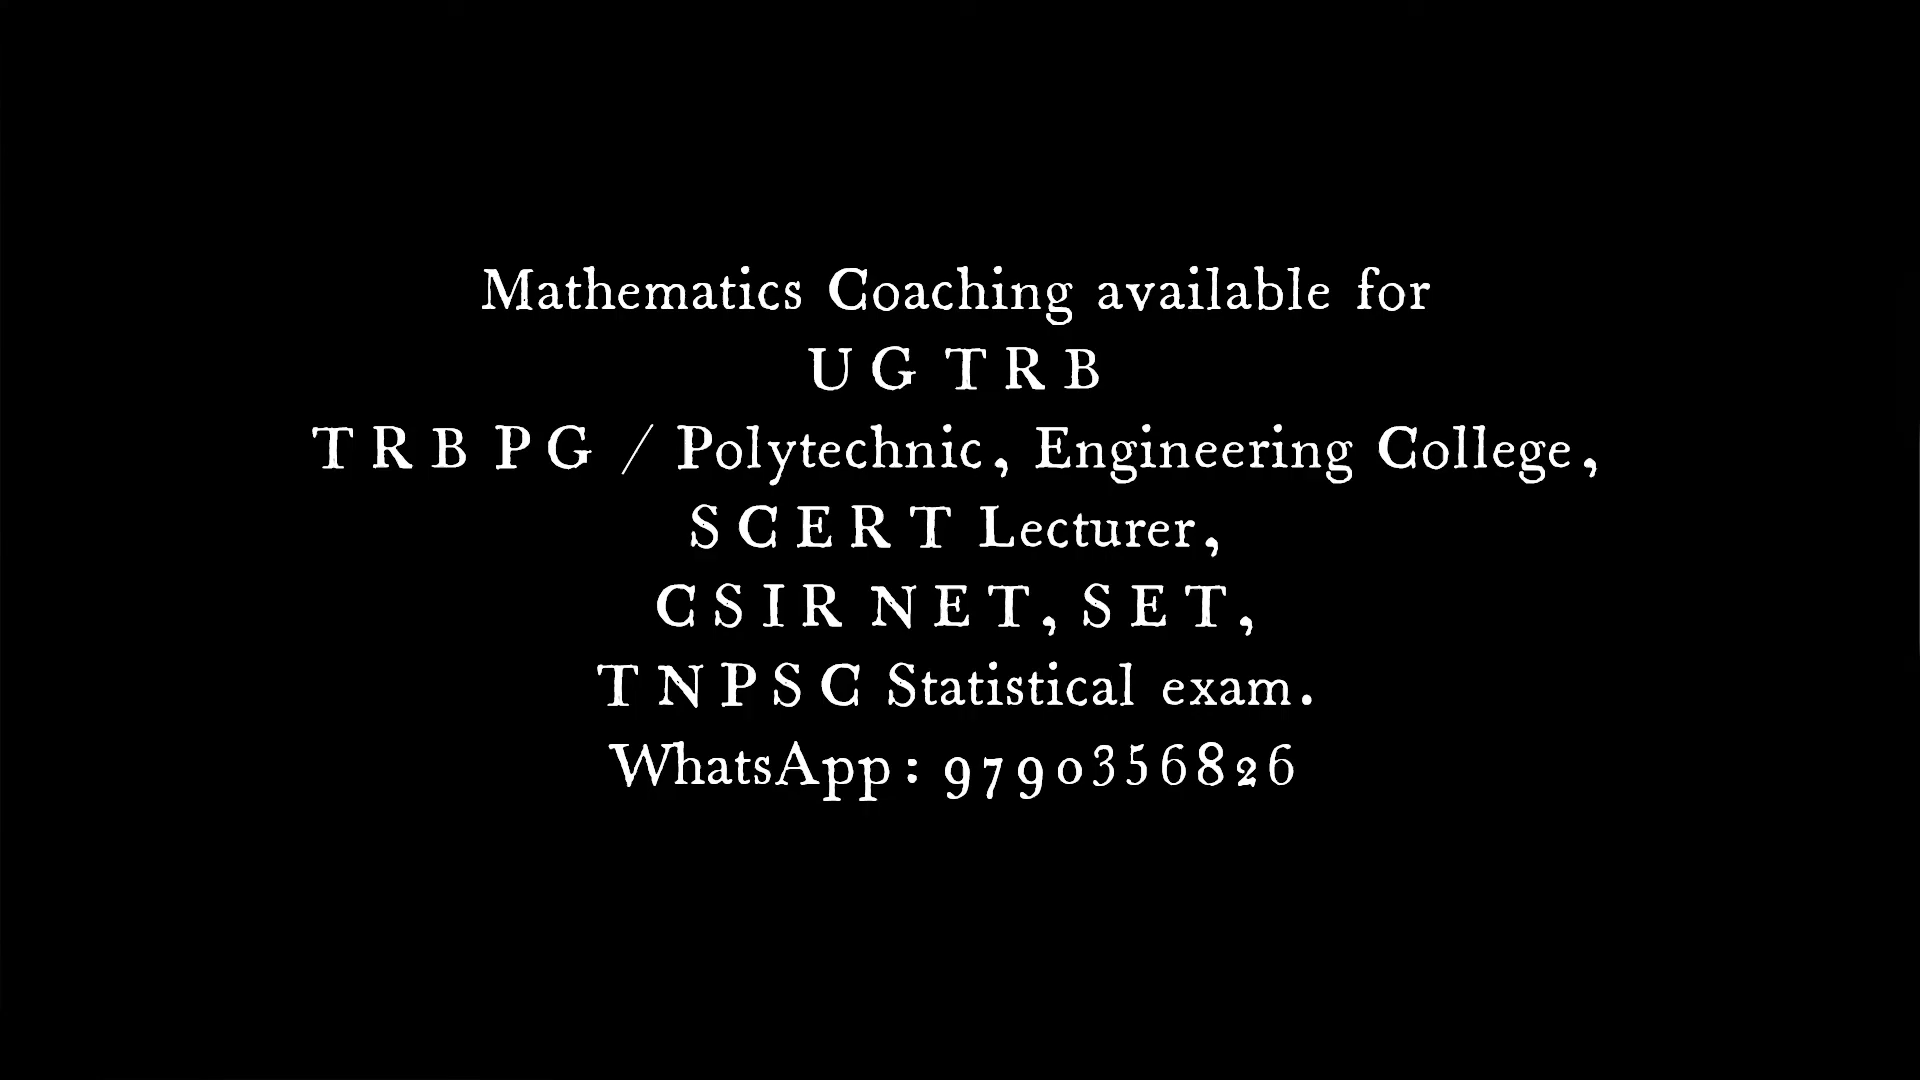 Mathematics Coaching available for
U G T R B
T R B P G / Polytechnic, Engineering College,
S C E R T Lecturer,
C S I R N E T, S E T,
T N P S C Statistical exam.
WhatsApp: 9790356826